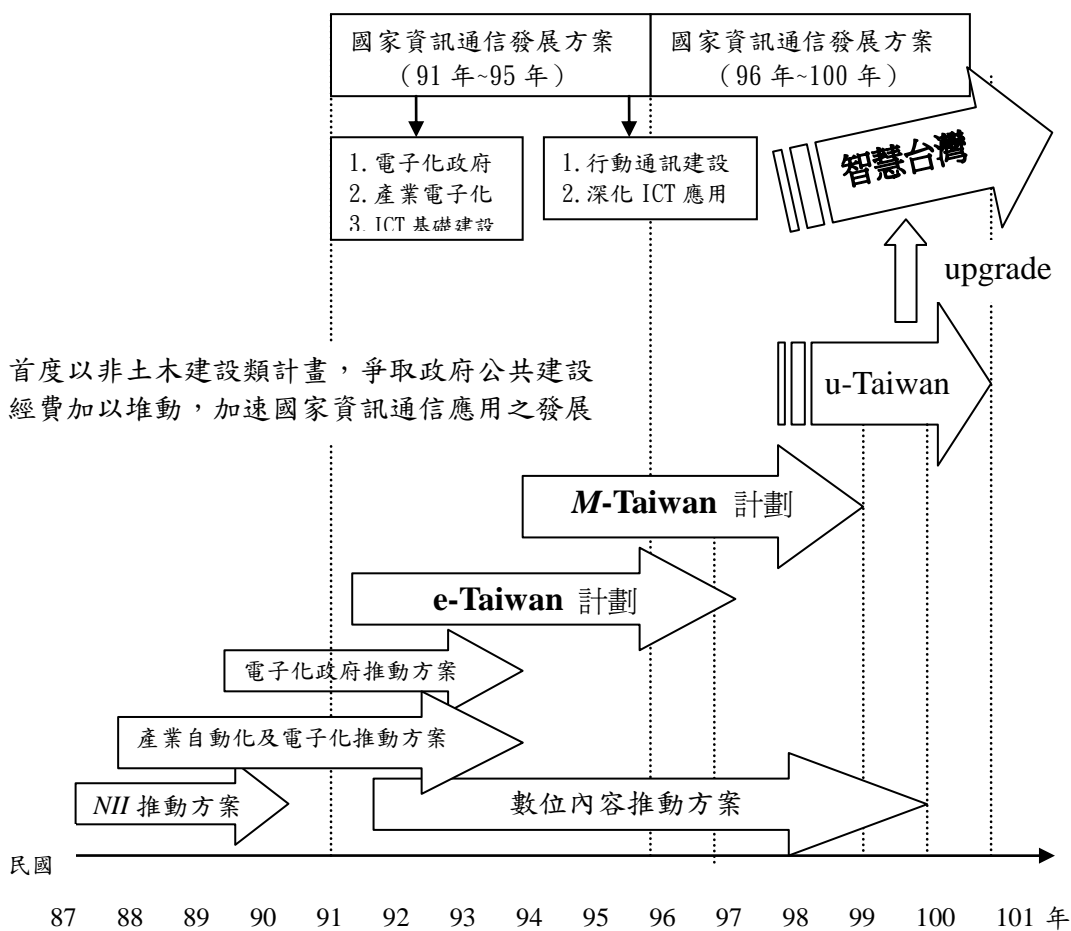 國家資訊通信發展方案
（91 年~95 年）
國家資訊通信發展方案
（96 年~100 年）
1. 電子化政府
2. 產業電子化
3. ICT 基礎建設
1. 行動通訊建設
2. 深化 ICT 應用
智慧台灣
upgrade
u-Taiwan
首度以非土木建設類計畫，爭取政府公共建設
經費加以堆動，加速國家資訊通信應用之發展
M-Taiwan 計劃
e-Taiwan 計劃
電子化政府推動方案
產業自動化及電子化推動方案
NII 推動方案
數位內容推動方案
民國
87 88 89 90 91 92 93 94 95 96 97 98 99 100 101 年